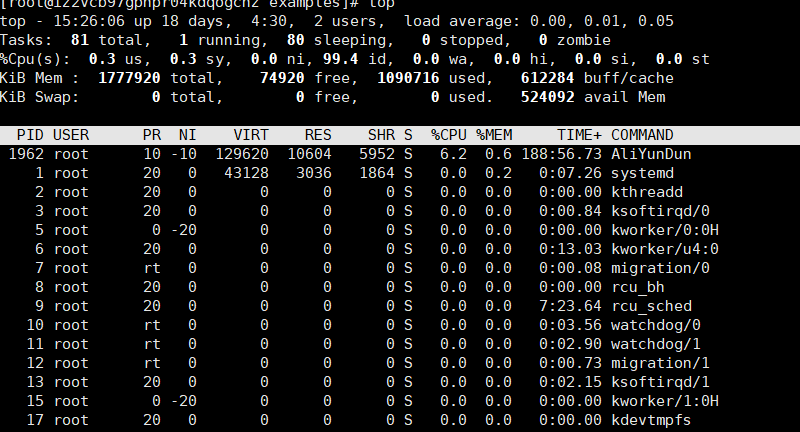 [root@iZ2vcb97gphpr04kdqogchZ examples]# top
top - 15:26:06 up 18 days,  4:30,  2 users,  load average: 0.00, 0.01, 0.05
Tasks:  81 total,   1 running,  80 sleeping,   0 stopped,   0 zombie
%Cpu(s):  0.3 us,  0.3 sy,  0.0 ni, 99.4 id,  0.0 wa,  0.0 hi,  0.0 si,  0.0 st
KiB Mem :  1777920 total,    74920 free,  1090716 used,   612284 buff/cache
KiB Swap:        0 total,        0 free,        0 used.   524092 avail Mem
PID USER      PR  NI    VIRT    RES    SHR S  %CPU %MEM     TIME+ COMMAND
1962 root      10 -10  129620  10604   5952 S   6.2  0.6 188:56.73 AliYunDun
1 root      20   0   43128   3036   1864 S   0.0  0.2   0:07.26 systemd
2 root      20   0       0      0      0 S   0.0  0.0   0:00.00 kthreadd
3 root      20   0       0      0      0 S   0.0  0.0   0:00.84 ksoftirqd/0
5 root       0 -20       0      0      0 S   0.0  0.0   0:00.00 kworker/0:0H
6 root      20   0       0      0      0 S   0.0  0.0   0:13.03 kworker/u4:0
7 root      rt   0       0      0      0 S   0.0  0.0   0:00.08 migration/0
8 root      20   0       0      0      0 S   0.0  0.0   0:00.00 rcu_bh
9 root      20   0       0      0      0 S   0.0  0.0   7:23.64 rcu_sched
10 root      rt   0       0      0      0 S   0.0  0.0   0:03.56 watchdog/0
11 root      rt   0       0      0      0 S   0.0  0.0   0:02.90 watchdog/1
12 root      rt   0       0      0      0 S   0.0  0.0   0:00.73 migration/1
13 root      20   0       0      0      0 S   0.0  0.0   0:02.15 ksoftirqd/1
15 root       0 -20       0      0      0 S   0.0  0.0   0:00.00 kworker/1:0H
17 root      20   0       0      0      0 S   0.0  0.0   0:00.00 kdevtmpfs